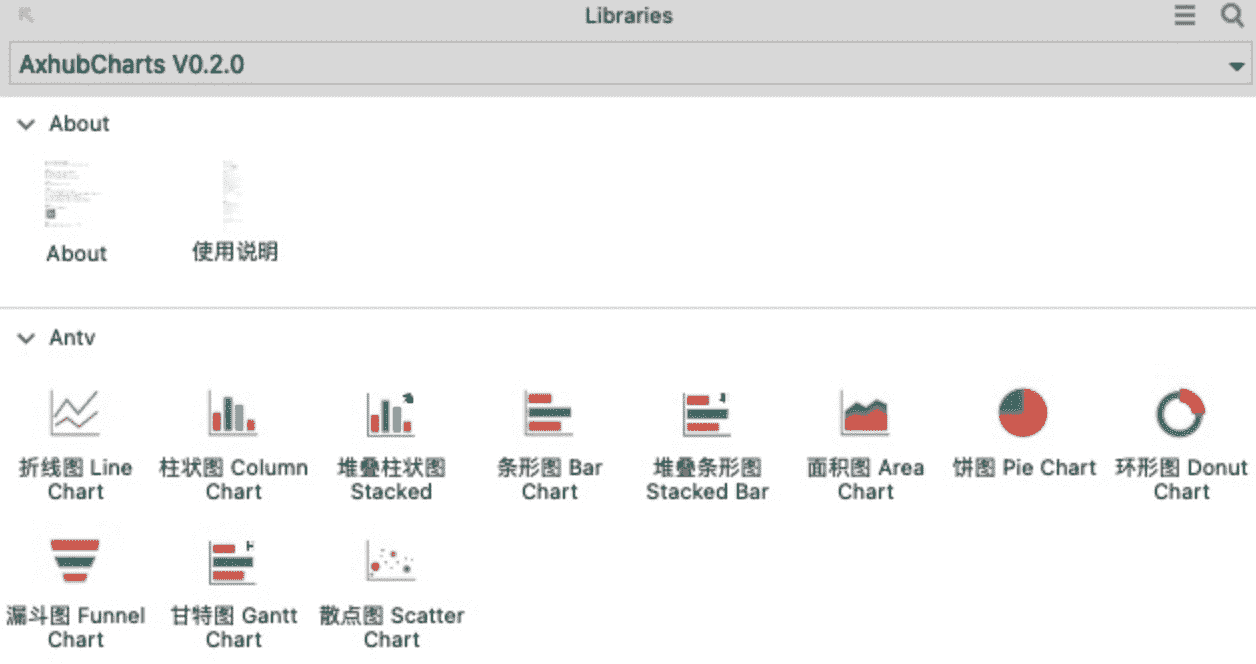 Libraries
AxhubCharts V0.2.0
About
About
使用说明
Antv
折线图 Line
Chart
柱状图 Column
Chart
堆叠柱状图
Stacked
条形图 Bar
Chart
堆叠条形图
Stacked Bar
面积图 Area
Chart
饼图 Pie Chart
环形图 Donut
Chart
漏斗图 Funnel
Chart
甘特图 Gantt
Chart
散点图 Scatter
Chart